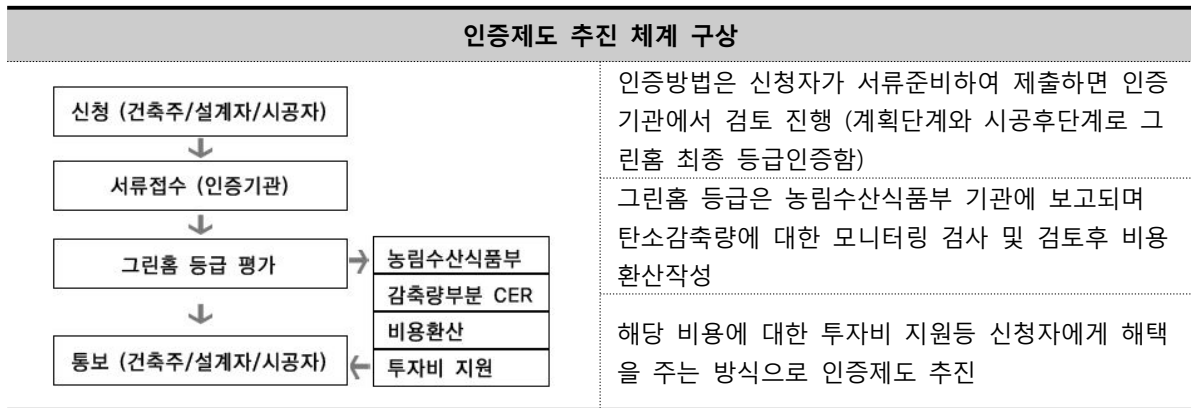 인증제도 추진 체계 구상
신청 (건축주/설계자/시공자)
서류접수 (인증기관)
그린홈 등급 평가
농림수산식품부
감축량부분 CER
비용환산
투자비 지원
통보 (건축주/설계자/시공자)
인증방법은 신청자가 서류준비하여 제출하면 인증
기관에서 검토 진행 (계획단계와 시공후단계로 그
린홈 최종 등급인증함)
그린홈 등급은 농림수산식품부 기관에 보고되며
탄소감축량에 대한 모니터링 검사 및 검토후 비용
환산작성
해당 비용에 대한 투자비 지원등 신청자에게 해택
을 주는 방식으로 인증제도 추진